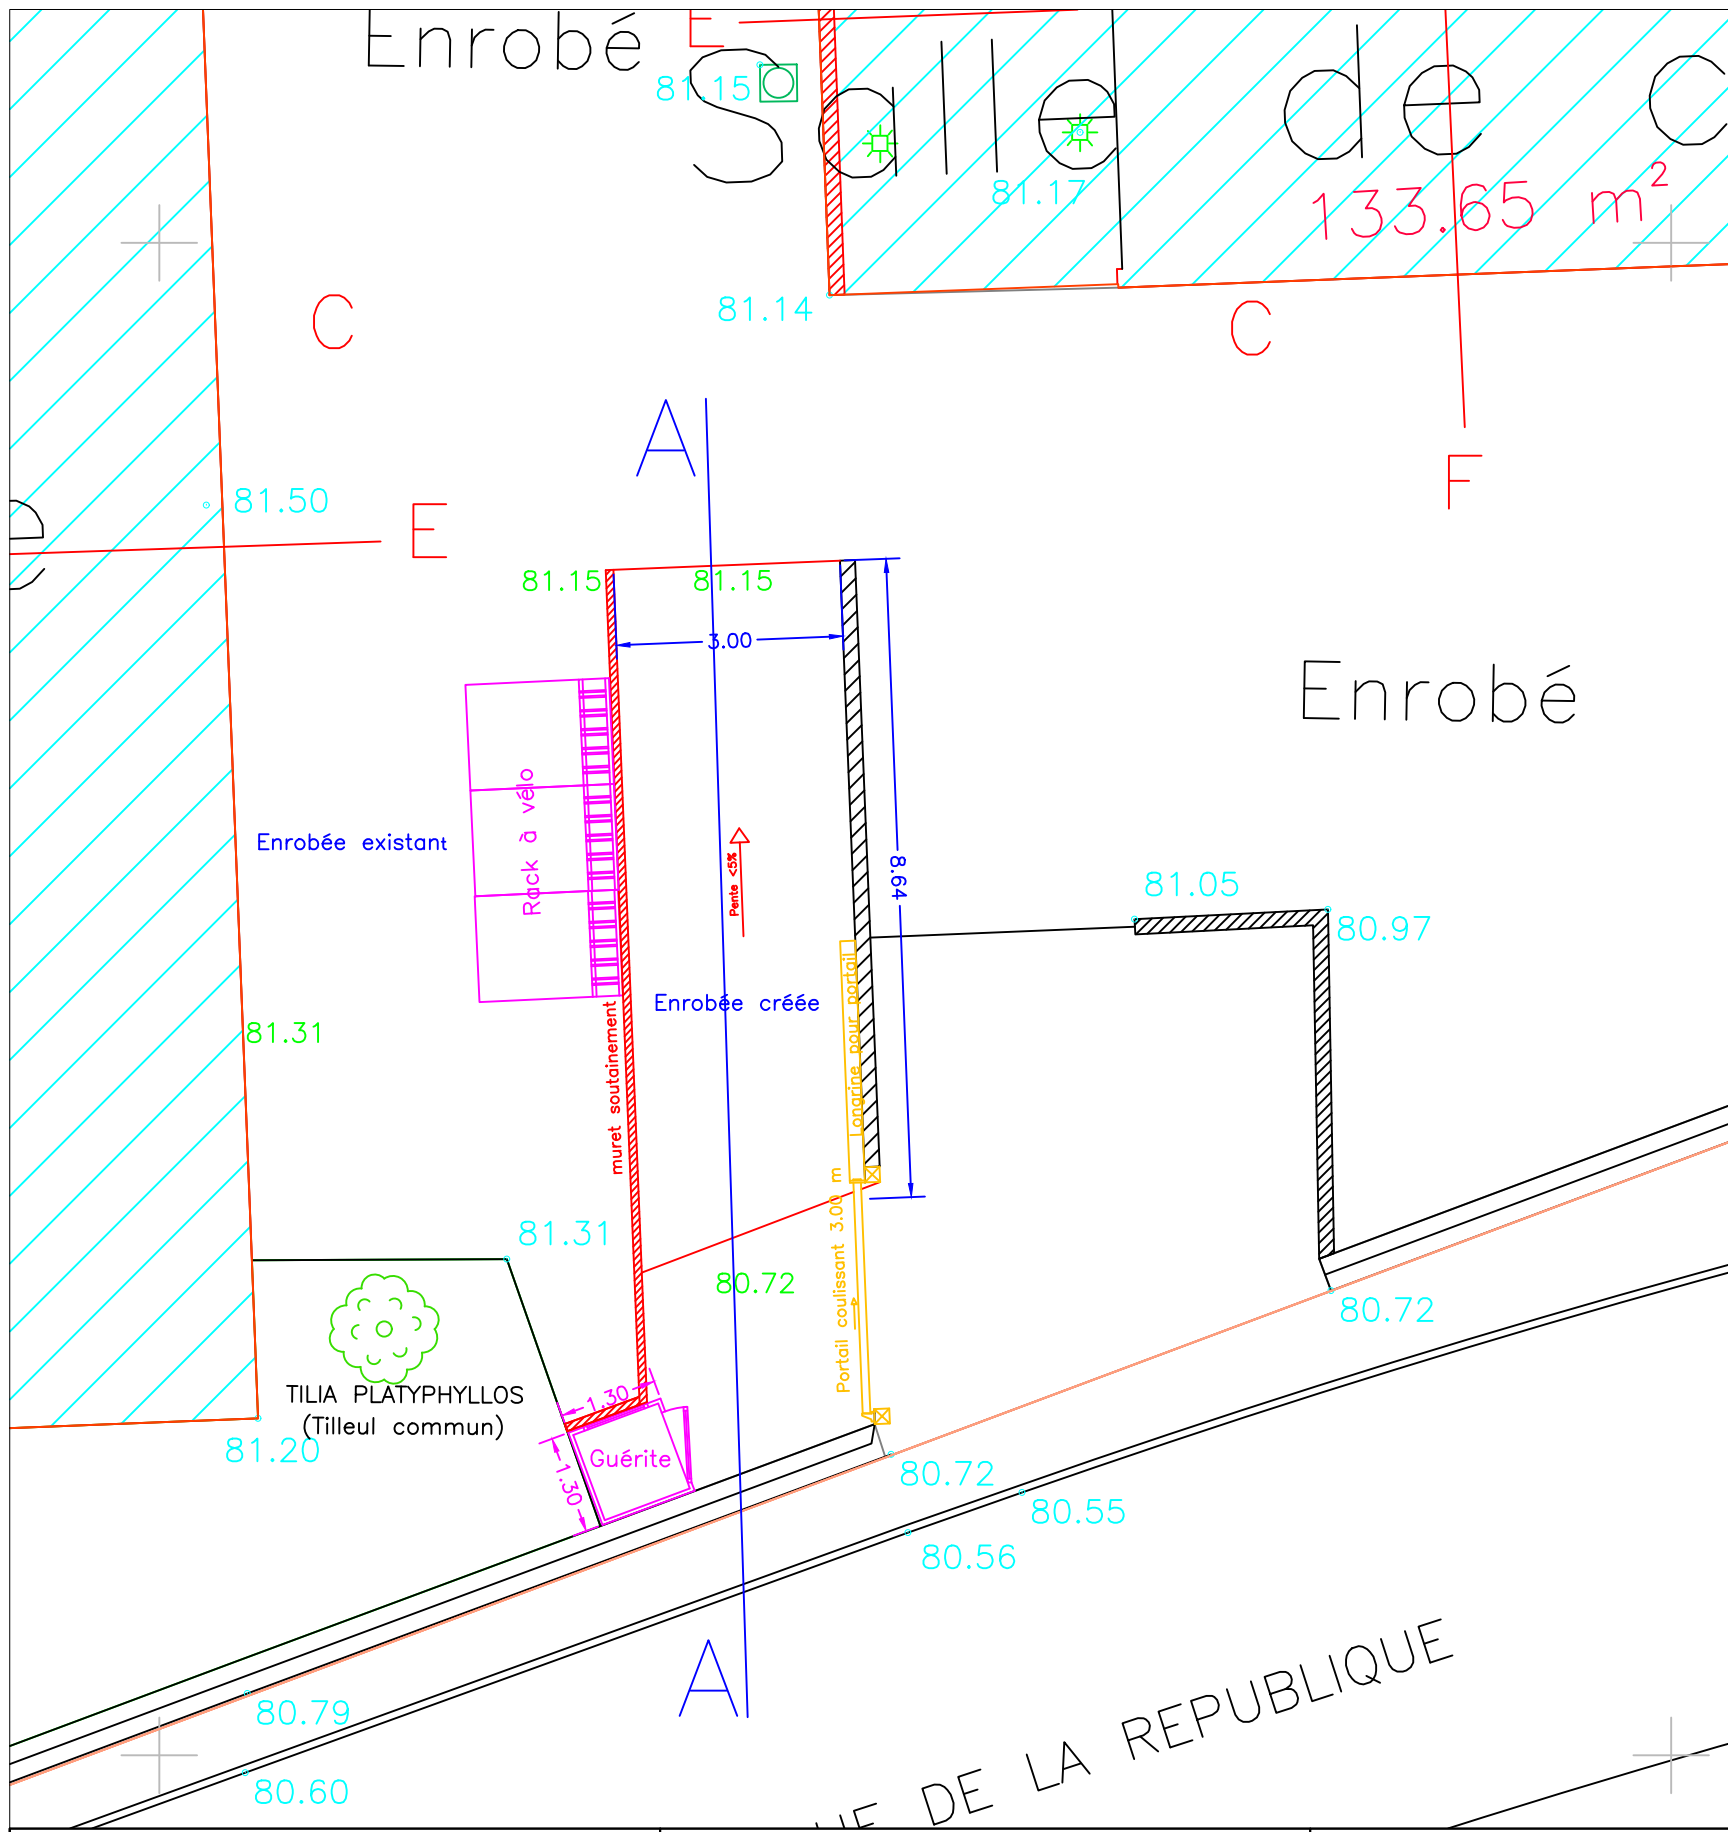 Enrobé
81.15
Salle de
81.17
133.65 m²
81.14
C
C
A
F
81.50
E
81.15
81.15
3.00
Enrobé
Rack à vélo
Enrobée existant
Pente <5%
8.64
81.05
80.97
Enrobée créée
Longrine pour portail
81.31
muret soutainement
81.31
Portail coulissant 3.00 m
80.72
80.72
TILIA PLATYPHYLLOS
(Tilleul commun)
1.30
81.20
Guérite
1.30
80.72
80.55
80.56
A
80.79
DE LA REPUBLIQUE
80.60